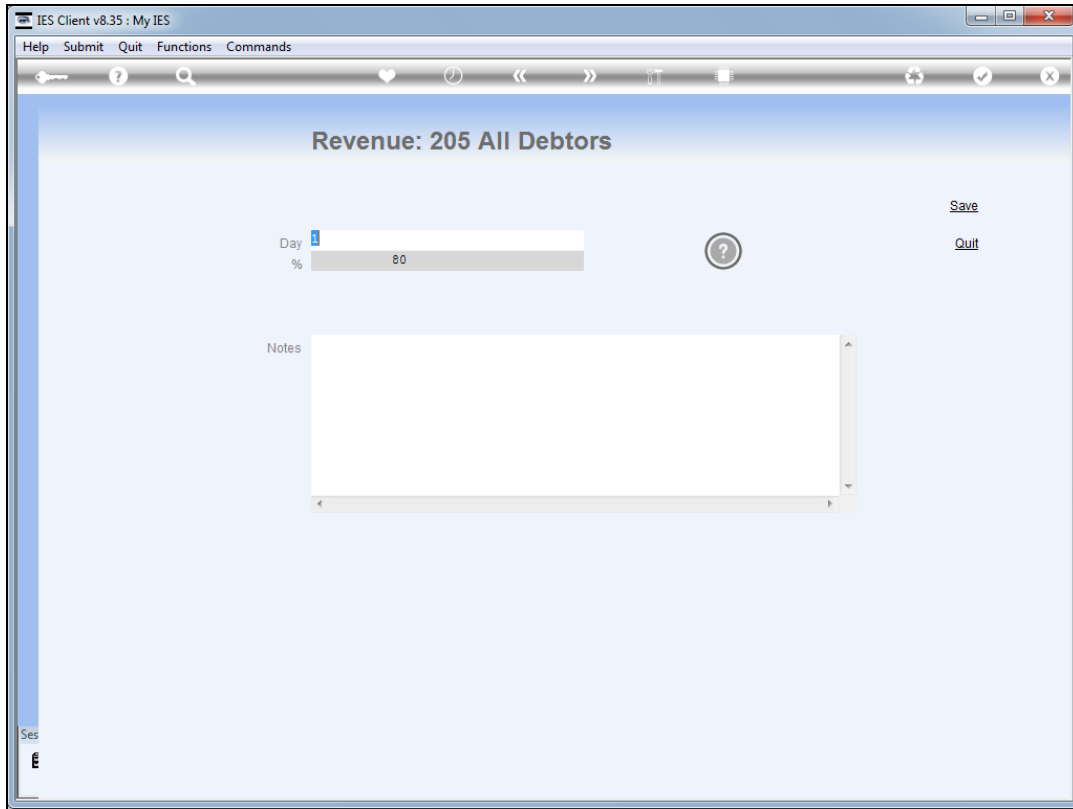 IES Client v8.35 : My IES
Help Submit Quit Functions Commands
Revenue: 205 All Debtors
Save
Day 1
Quit
% 80
Notes
Ses